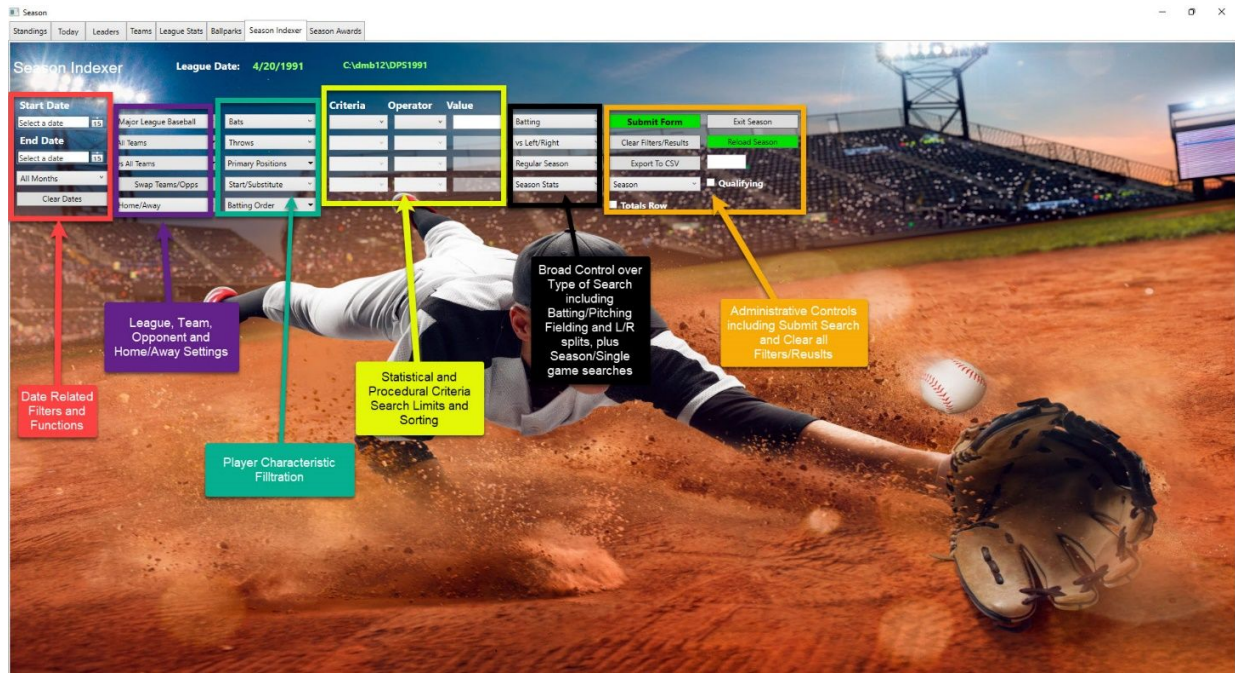 Season
Standings Today Leaders Teams League Stats Ballparks Season Indexer Season Awards
Season Indexer League Date: 4/20/1991 C:\dmb12\DPS1991
Start Date
Select a date 15
End Date
Select a date 15
All Months
Clear Dates
Major League Baseball
All Teams
vs All Teams
Swap Teams/Opps
Home/Away
Bats
Throws
Primary Positions
Start/Substitute
Batting Order
Criteria Operator Value
Batting
vs Left/Right
Regular Season
Season Stats
Submit Form Exit Season
Clear Filters/Results Reload Season
Export To CSV
Season Qualifying
Totals Row
Date Related
Filters and
Functions
League, Team,
Opponent and
Home/Away Settings
Player Characteristic
Filltration
Statistical and
Procedural Criteria
Search Limits and
Sorting
Broad Control over
Type of Search
including
Batting/Pitching
Fielding and L/R
splits, plus
Season/Single
game searches
Administrative Controls
including Submit Search
and Clear all
Filters/Reuslts